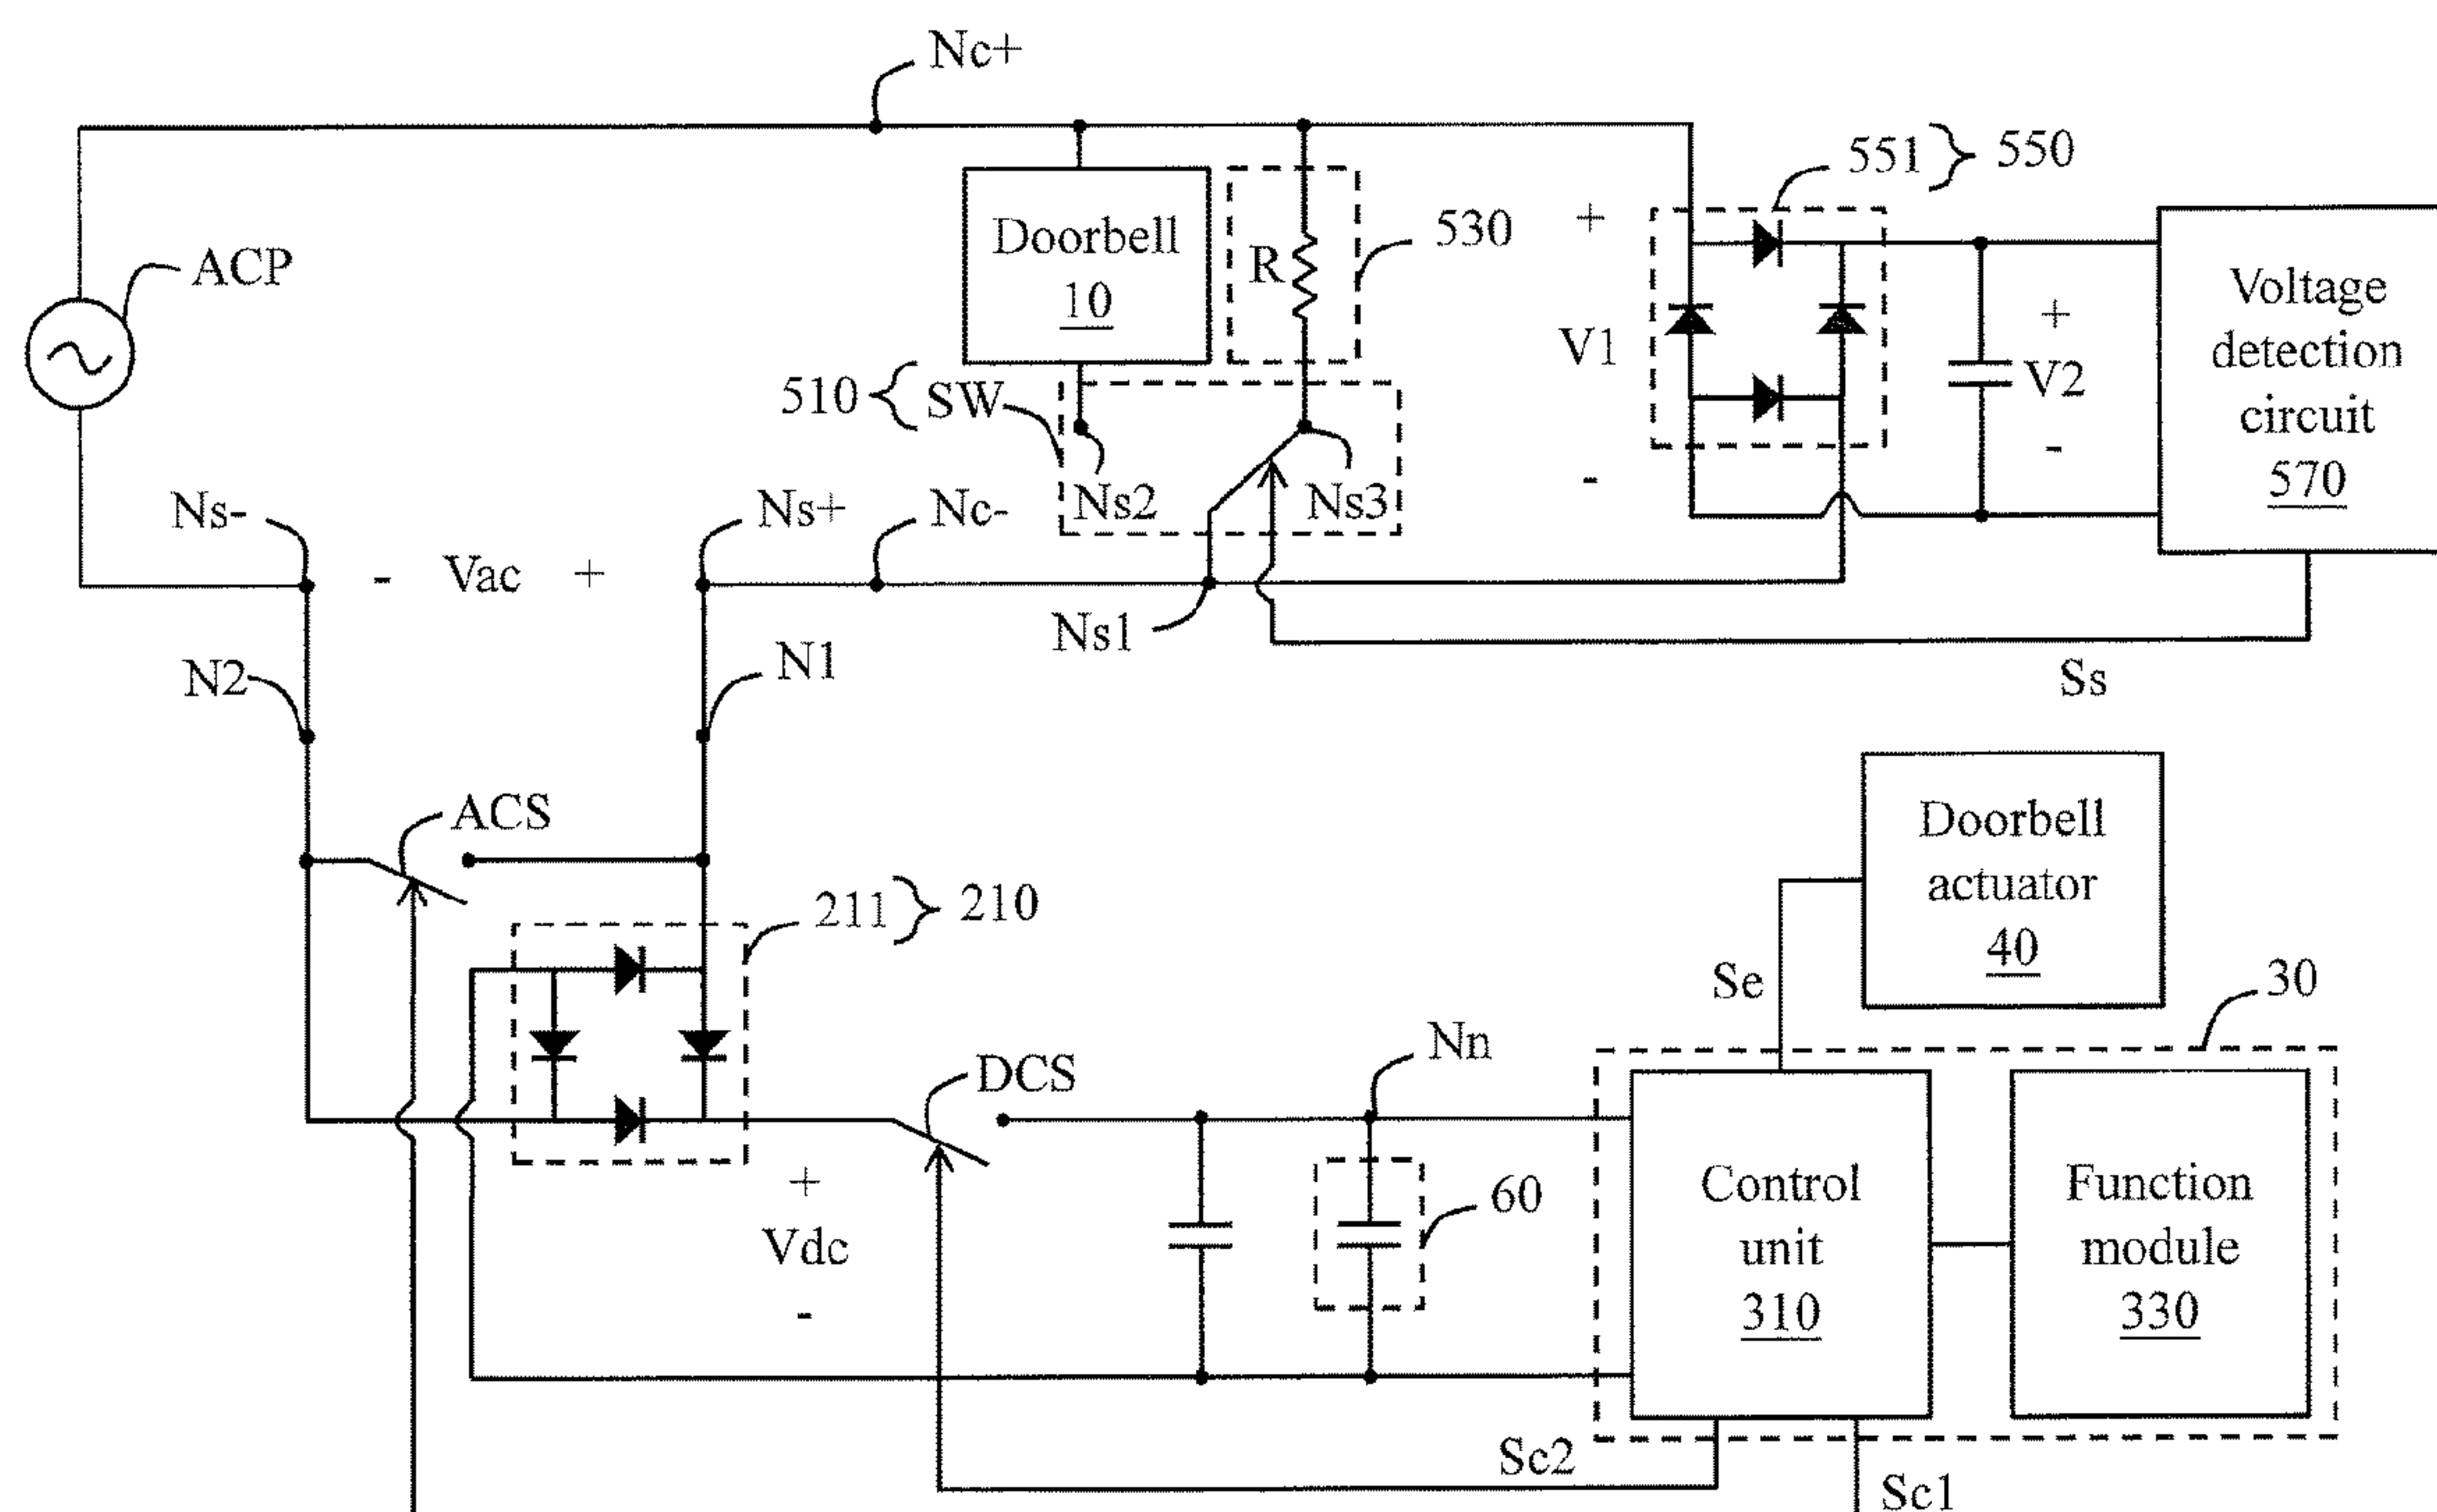 Nc+
551
550
Doorbell
10
R
530
+
V1
-
ACP
Voltage
detection
circuit
570
+
V2
-
510
SW
Ns2
Ns3
Ns-
Ns+
Nc-
- Vac +
Ns1
Ss
N2
N1
ACS
211
210
Doorbell
actuator
40
Se
30
DCS
Nn
+
Vdc
-
60
Control
unit
310
Function
module
330
Sc2
Sc1